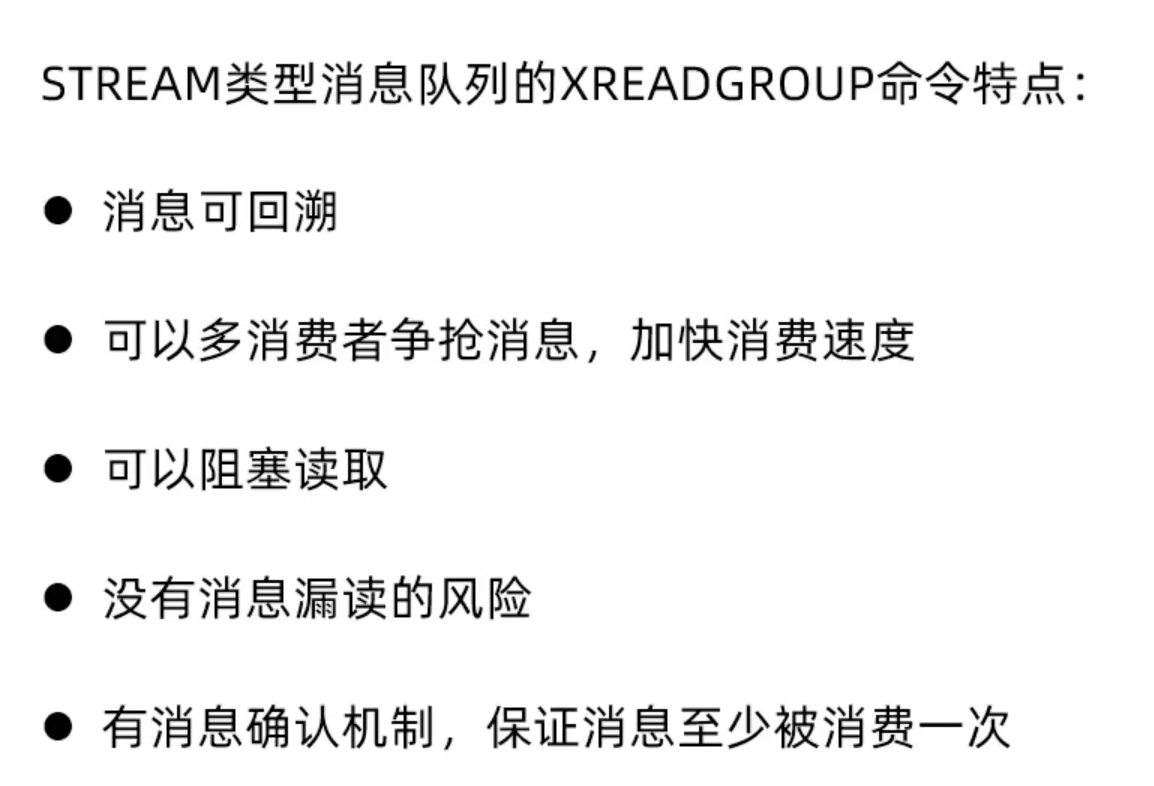 STREAM类型消息队列的XREADGROUP命令特点：
● 消息可回溯
● 可以多消费者争抢消息，加快消费速度
● 可以阻塞读取
● 没有消息漏读的风险
● 有消息确认机制，保证消息至少被消费一次